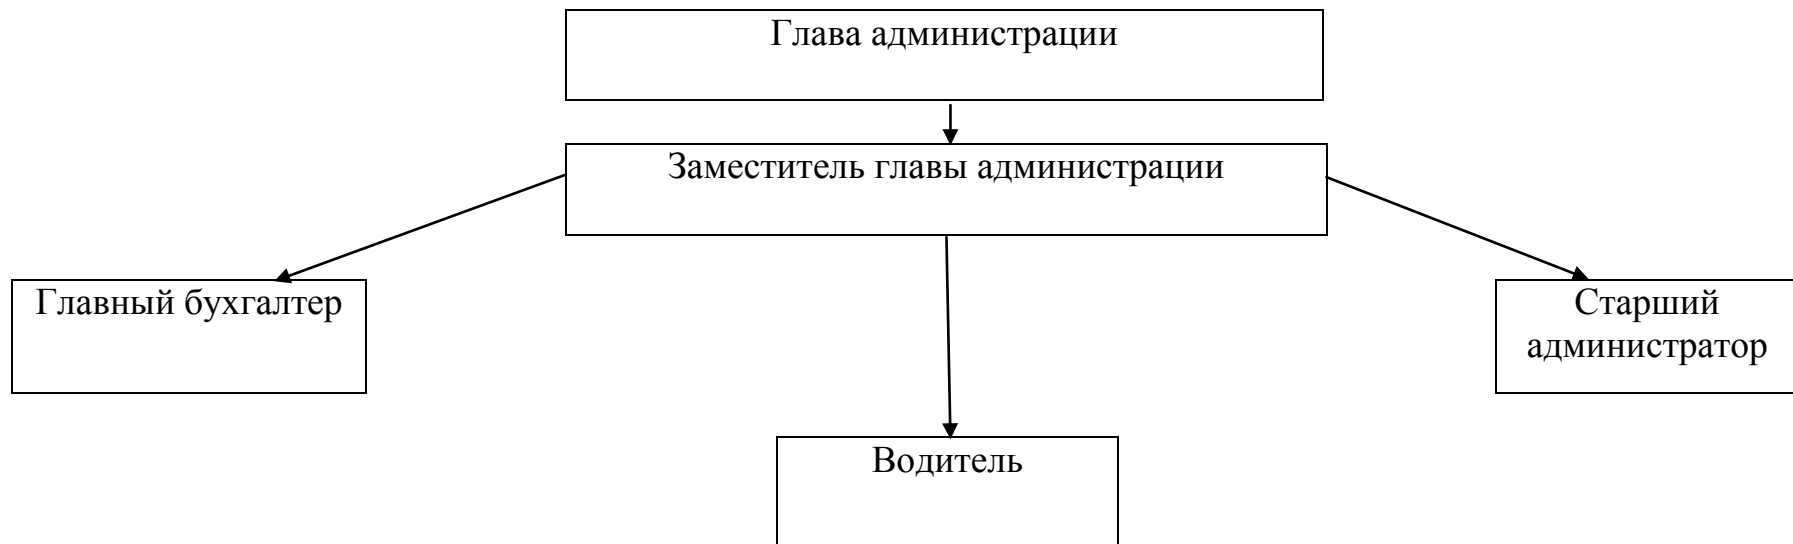 Глава администрации
Заместитель главы администрации
Главный бухгалтер
Старший
администратор
Водитель